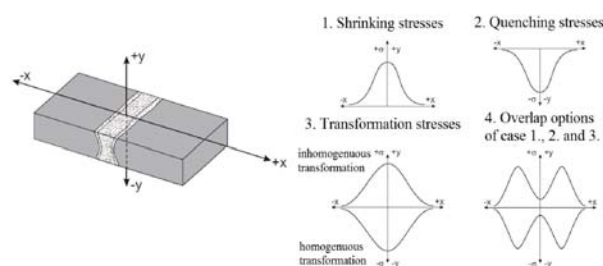 +y
-x
+x
-y
1. Shrinking stresses
+σ +y
-x +x
2. Quenching stresses
-x +x
-σ -y
3. Transformation stresses
inhomogenuous
transformation
+σ +y
-x +x
homogenuous
transformation
-σ -y
4. Overlap options
of case 1., 2. and 3.
+σ +y
-x +x
-σ -y